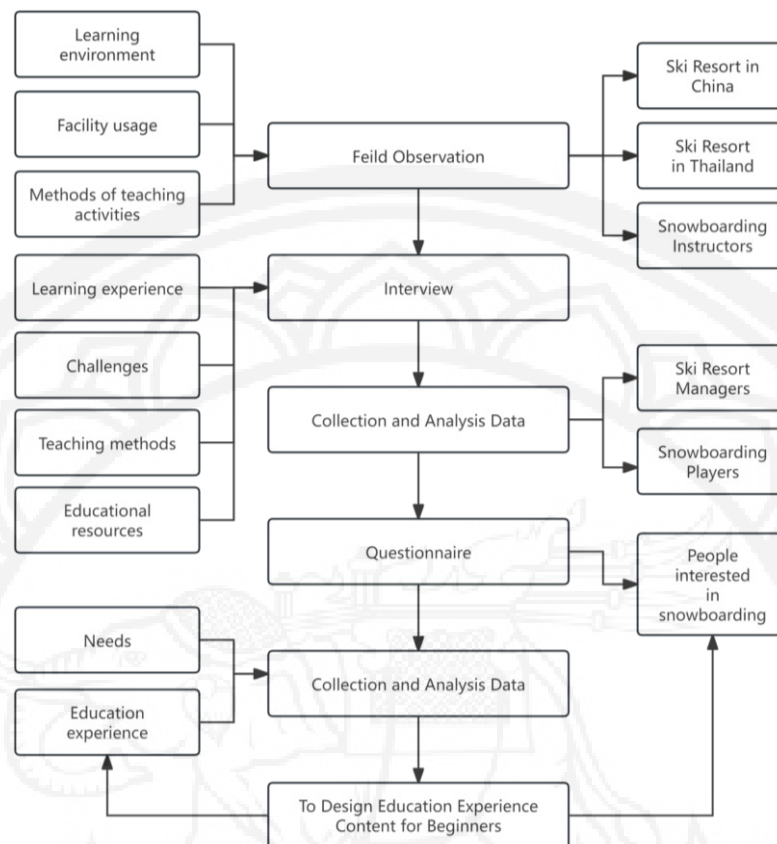 Learning
environment
Facility usage
Methods of teaching
activities
Learning experience
Challenges
Teaching methods
Educational
resources
Needs
Education
experience
Feild Observation
Interview
Collection and Analysis Data
Questionnaire
Collection and Analysis Data
To Design Education Experience
Content for Beginners
Ski Resort in
China
Ski Resort
in Thailand
Snowboarding
Instructors
Ski Resort
Managers
Snowboarding
Players
People
interested
in
snowboarding